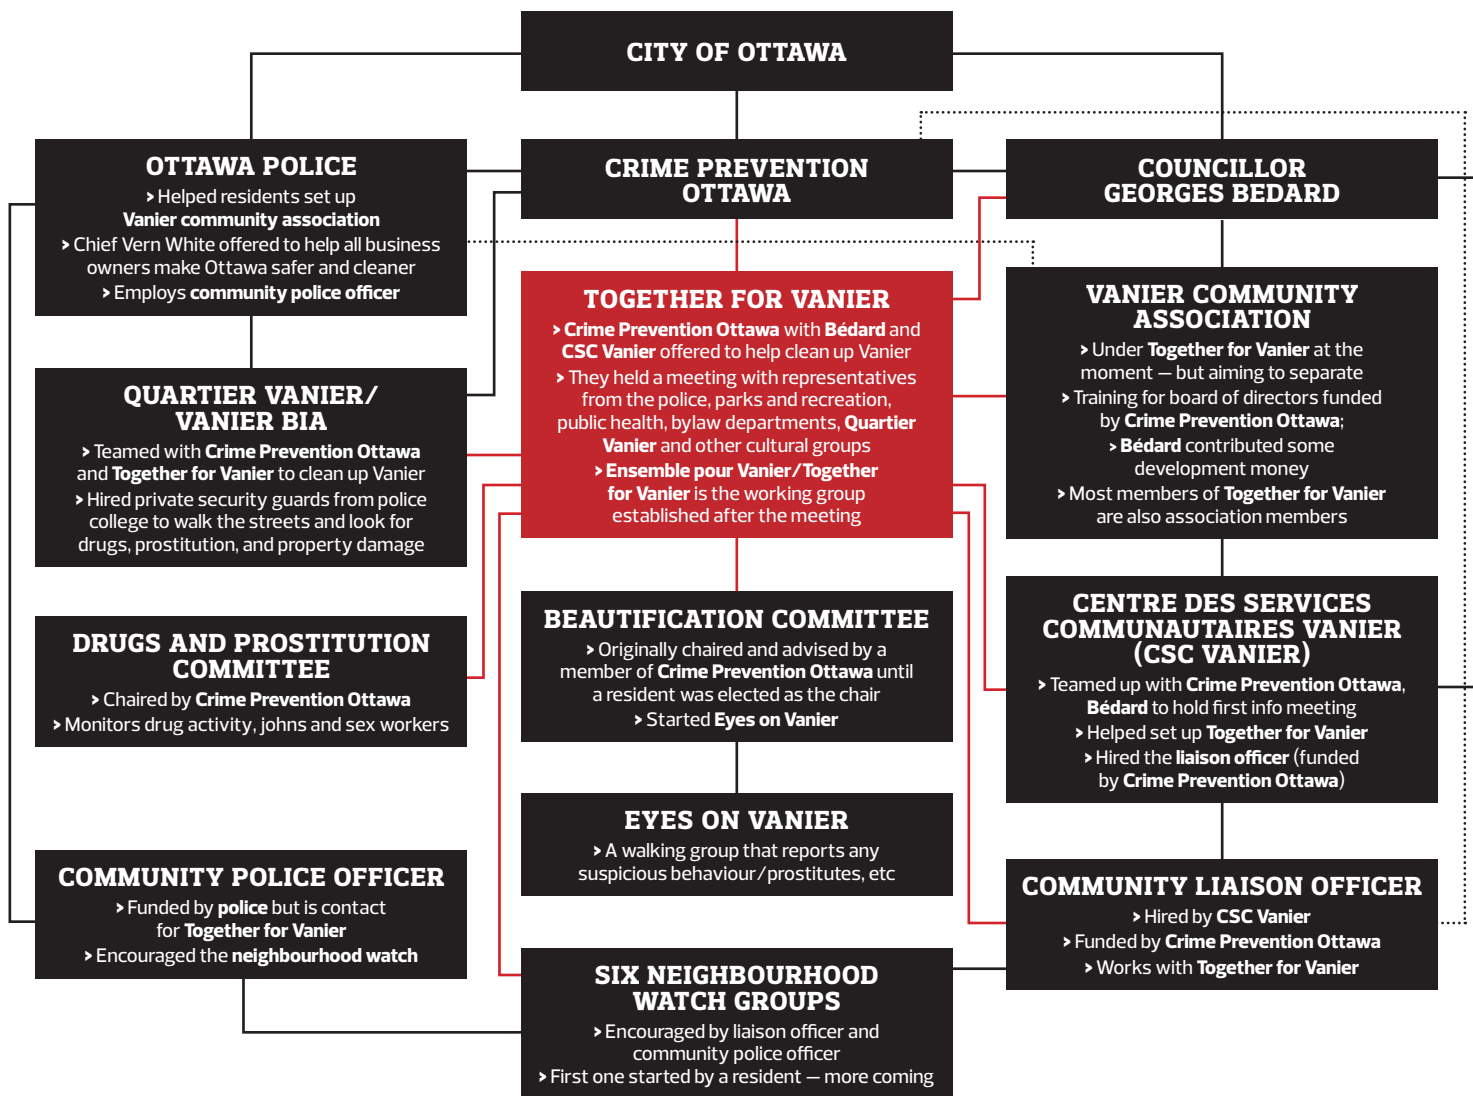 CITY OF OTTAWA
OTTAWA POLICE
> Helped residents set up
Vanier community association
> Chief Vern White offered to help all business
owners make Ottawa safer and cleaner
> Employs community police officer
CRIME PREVENTION
OTTAWA
COUNCILLOR
GEORGES BEDARD
TOGETHER FOR VANIER
> Crime Prevention Ottawa with Bédard and
CSC Vanier offered to help clean up Vanier
> They held a meeting with representatives
from the police, parks and recreation,
public health, bylaw departments, Quartier
Vanier and other cultural groups
> Ensemble pour Vanier/Together
for Vanier is the working group
established after the meeting
VANIER COMMUNITY
ASSOCIATION
> Under Together for Vanier at the
moment — but aiming to separate
> Training for board of directors funded
by Crime Prevention Ottawa;
> Bédard contributed some
development money
> Most members of Together for Vanier
are also association members
QUARTIER VANIER/
VANIER BIA
> Teamed with Crime Prevention Ottawa
and Together for Vanier to clean up Vanier
> Hired private security guards from police
college to walk the streets and look for
drugs, prostitution, and property damage
DRUGS AND PROSTITUTION
COMMITTEE
> Chaired by Crime Prevention Ottawa
> Monitors drug activity, johns and sex workers
BEAUTIFICATION COMMITTEE
> Originally chaired and advised by a
member of Crime Prevention Ottawa until
a resident was elected as the chair
> Started Eyes on Vanier
CENTRE DES SERVICES
COMMUNAUTAIRES VANIER
(CSC VANIER)
> Teamed up with Crime Prevention Ottawa,
Bédard to hold first info meeting
> Helped set up Together for Vanier
> Hired the liaison officer (funded
by Crime Prevention Ottawa)
EYES ON VANIER
> A walking group that reports any
suspicious behaviour/prostitutes, etc
COMMUNITY POLICE OFFICER
> Funded by police but is contact
for Together for Vanier
> Encouraged the neighbourhood watch
COMMUNITY LIAISON OFFICER
> Hired by CSC Vanier
> Funded by Crime Prevention Ottawa
> Works with Together for Vanier
SIX NEIGHBOURHOOD
WATCH GROUPS
> Encouraged by liaison officer and
community police officer
> First one started by a resident — more coming